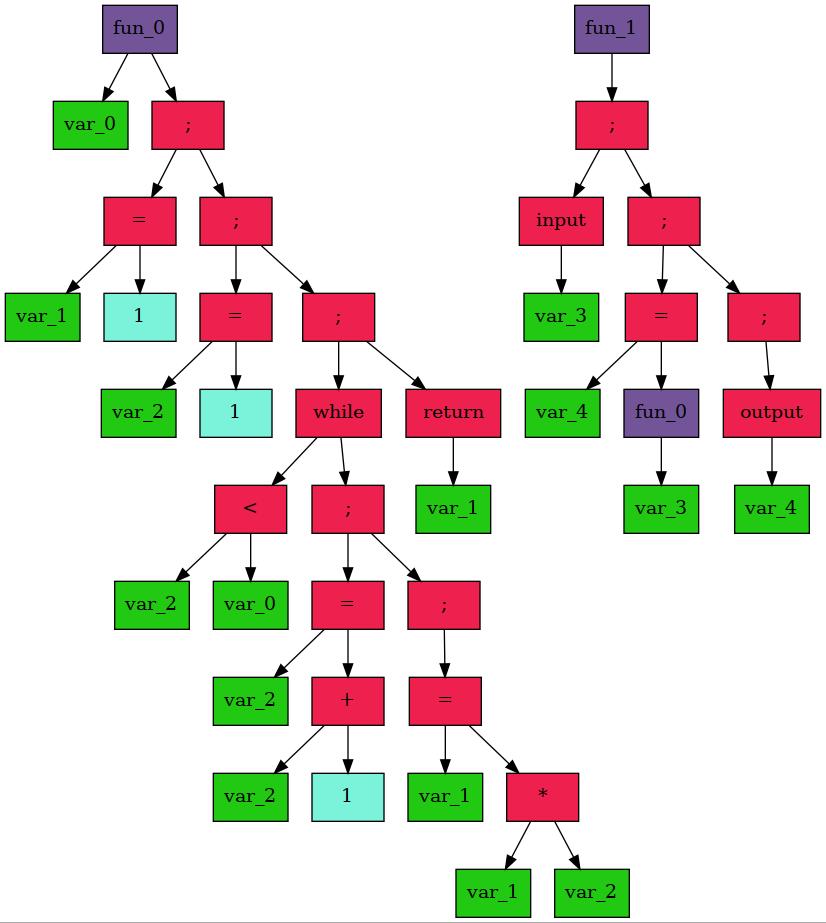 fun_0 fun_1
var_0 ; ;
= ; input ;
var_1 1 = ; var_3 = ;
var_2 1 while return var_4 fun_0 output
< ; var_1 var_3 var_4
var_2 var_0 = ;
var_2 + =
var_2 1 var_1 *
var_1 var_2